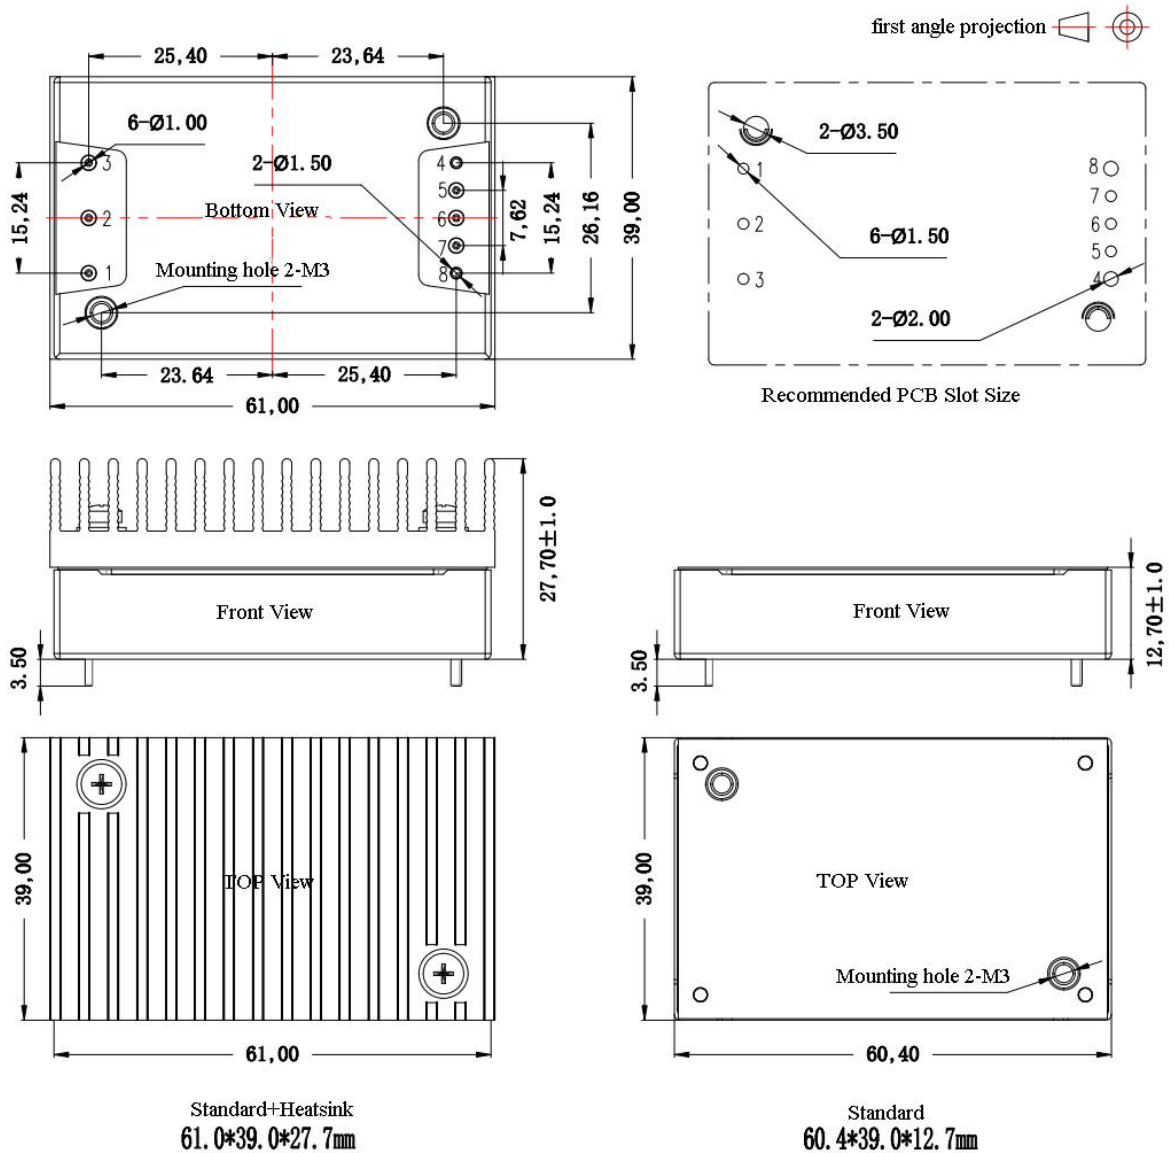 first angle projection
25,40
23,64
6-Ø1.00
2-Ø1.50
3
2
1
4
5
6
7
8
Bottom View
Mounting hole 2-M3
15,24
7,62
15,24
26,16
39,00
23.64
25,40
61,00
2-Ø3.50
1
2
3
6-Ø1.50
8
7
6
5
4
2-Ø2.00
Recommended PCB Slot Size
Front View
27,70±1.0
3.50
Front View
12,70±1.0
3.50
39,00
TOP View
61,00
39,00
TOP View
Mounting hole 2-M3
60,40
Standard+Heatsink
61.0*39.0*27.7mm
Standard
60.4*39.0*12.7mm